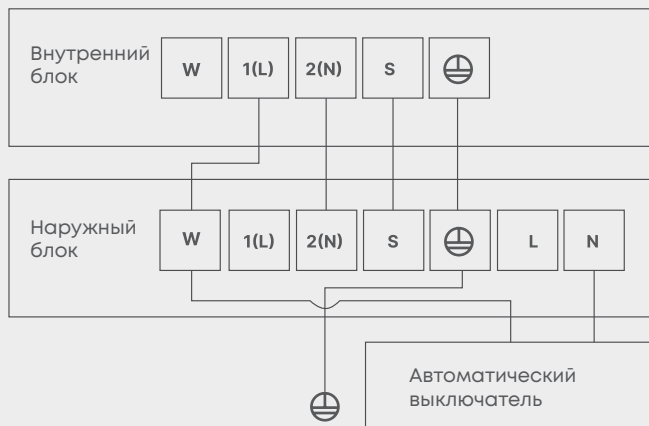 Внутренний
блок
W 1(L) 2(N) S
Наружный
блок
W 1(L) 2(N) S L N
Автоматический
выключатель